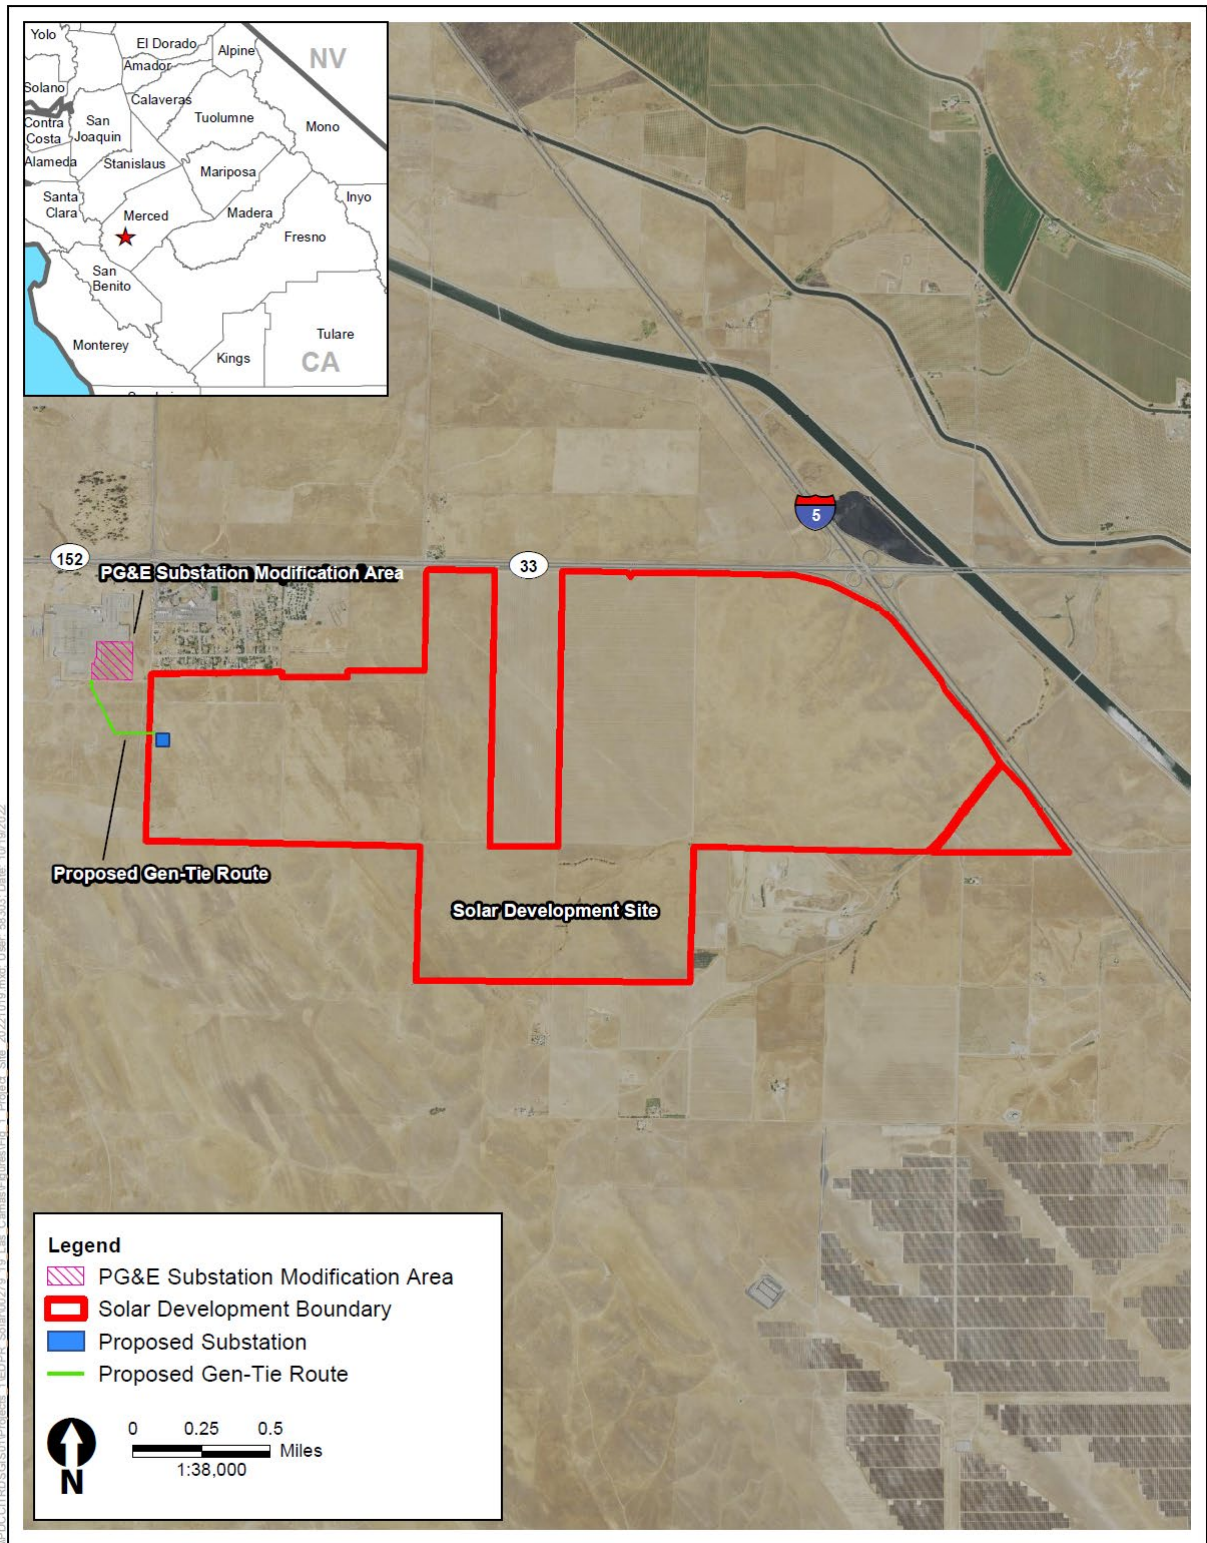 Yolo
El Dorado
Alpine
NV
Amador
Solano
Calaveras
Contra
Costa
San
Joaquin
Tuolumne
Mono
Alameda
Stanislaus
Mariposa
Santa
Clara
Merced
Madera
Inyo
Fresno
San
Benito
Monterey
Kings
Tulare
CA
5
152
33
PG&E Substation Modification Area
Proposed Gen-Tie Route
Solar Development Site
Legend
PG&E Substation Modification Area
Solar Development Boundary
Proposed Substation
Proposed Gen-Tie Route
0 0.25 0.5
Miles
1:38,000
N